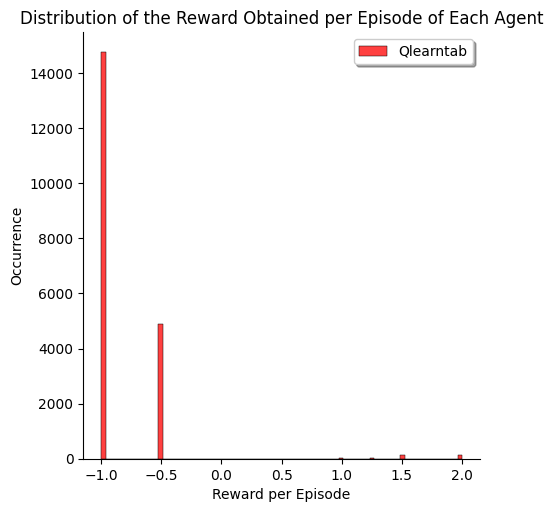 Distribution of the Reward Obtained per Episode of Each Agent
Qlearntab
14000
12000
10000
8000
6000
4000
2000
0
Occurrence
−1.0 −0.5 0.0 0.5 1.0 1.5 2.0
Reward per Episode